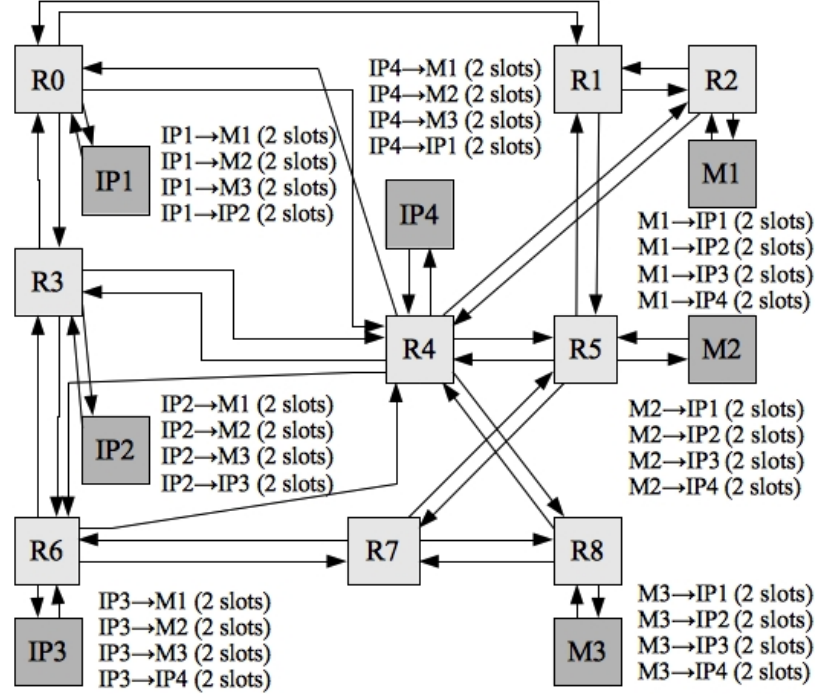 R0
R1
R2
IP4→M1 (2 slots)
IP4→M2 (2 slots)
IP4→M3 (2 slots)
IP4→IP1 (2 slots)
IP1
IP1→M1 (2 slots)
IP1→M2 (2 slots)
IP1→M3 (2 slots)
IP1→IP2 (2 slots)
M1
IP4
M1→IP1 (2 slots)
M1→IP2 (2 slots)
M1→IP3 (2 slots)
M1→IP4 (2 slots)
R3
R4
R5
M2
IP2
IP2→M1 (2 slots)
IP2→M2 (2 slots)
IP2→M3 (2 slots)
IP2→IP3 (2 slots)
M2→IP1 (2 slots)
M2→IP2 (2 slots)
M2→IP3 (2 slots)
M2→IP4 (2 slots)
R6
R7
R8
IP3
IP3→M1 (2 slots)
IP3→M2 (2 slots)
IP3→M3 (2 slots)
IP3→IP4 (2 slots)
M3
M3→IP1 (2 slots)
M3→IP2 (2 slots)
M3→IP3 (2 slots)
M3→IP4 (2 slots)